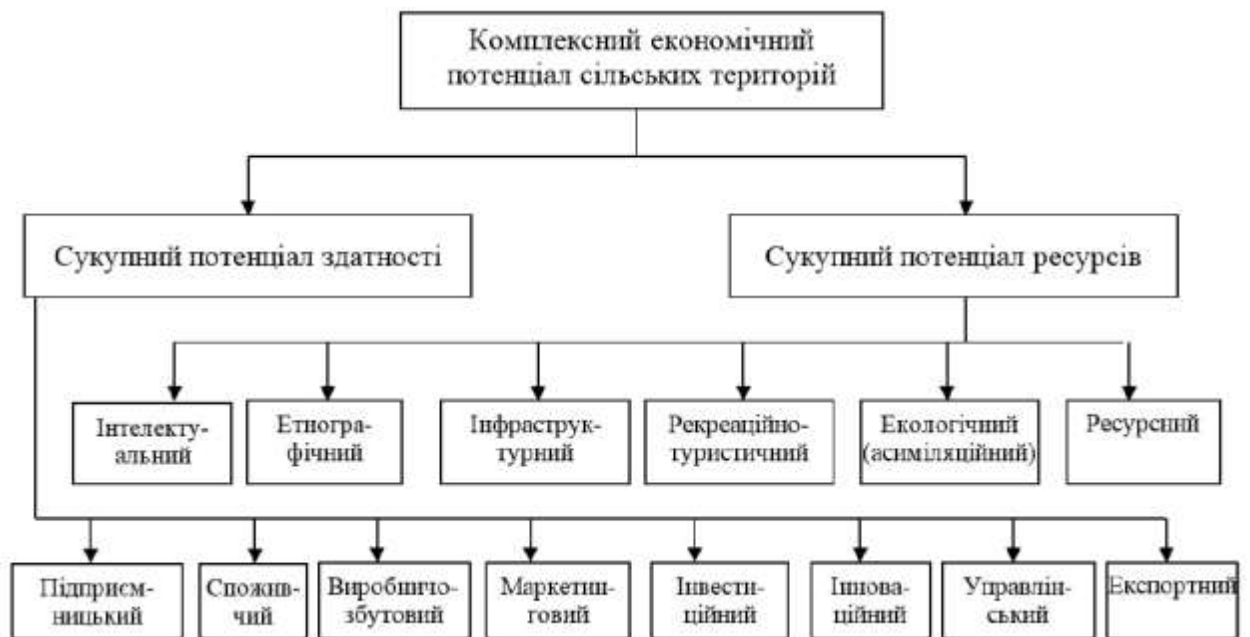 Комплексний економічний
потенціал сільських територій
Сукупний потенціал здатності
Сукупний потенціал ресурсів
Інтелекту-
альний
Етногра-
фічний
Інфраструк-
турний
Рекреаційно-
туристичний
Екологічний
(асиміляційний)
Ресурсний
Підприєм-
ницький
Спожив-
чий
Виробничо-
збутовий
Маркетин-
говий
Інвести-
ційний
Іннова-
ційний
Управлін-
ський
Експортний